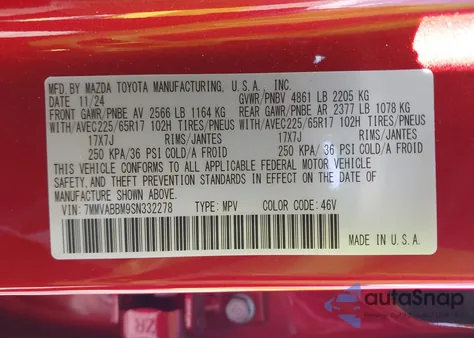 MFD. BY MAZDA TOYOTA MANUFACTURING, U.S.A., INC.
DATE 11/24 GVWR/PNBV 4861 LB 2205 KG
FRONT GAWR/PNBE AV 2566 LB 1164 KG REAR GAWR/PNBE AR 2377 LB 1078 KG
WITH/AVEC225/65R17 102H TIRES/PNEUS WITH/AVEC225/65R17 102H TIRES/PNEUS
17X7J RIMS/JANTES 17X7J RIMS/JANTES
250 KPA/36 PSI COLD/A FROID 250 KPA/36 PSI COLD/A FROID
THIS VEHICLE CONFORMS TO ALL APPLICABLE FEDERAL MOTOR VEHICLE
SAFETY, AND THEFT PREVENTION STANDARDS IN EFFECT ON THE DATE OF
MANUFACTURE SHOWN ABOVE.
VIN: 7MMVABBM9SN332278 TYPE: MPV COLOR CODE: 46V
MADE IN U.S.A.
autoSnap